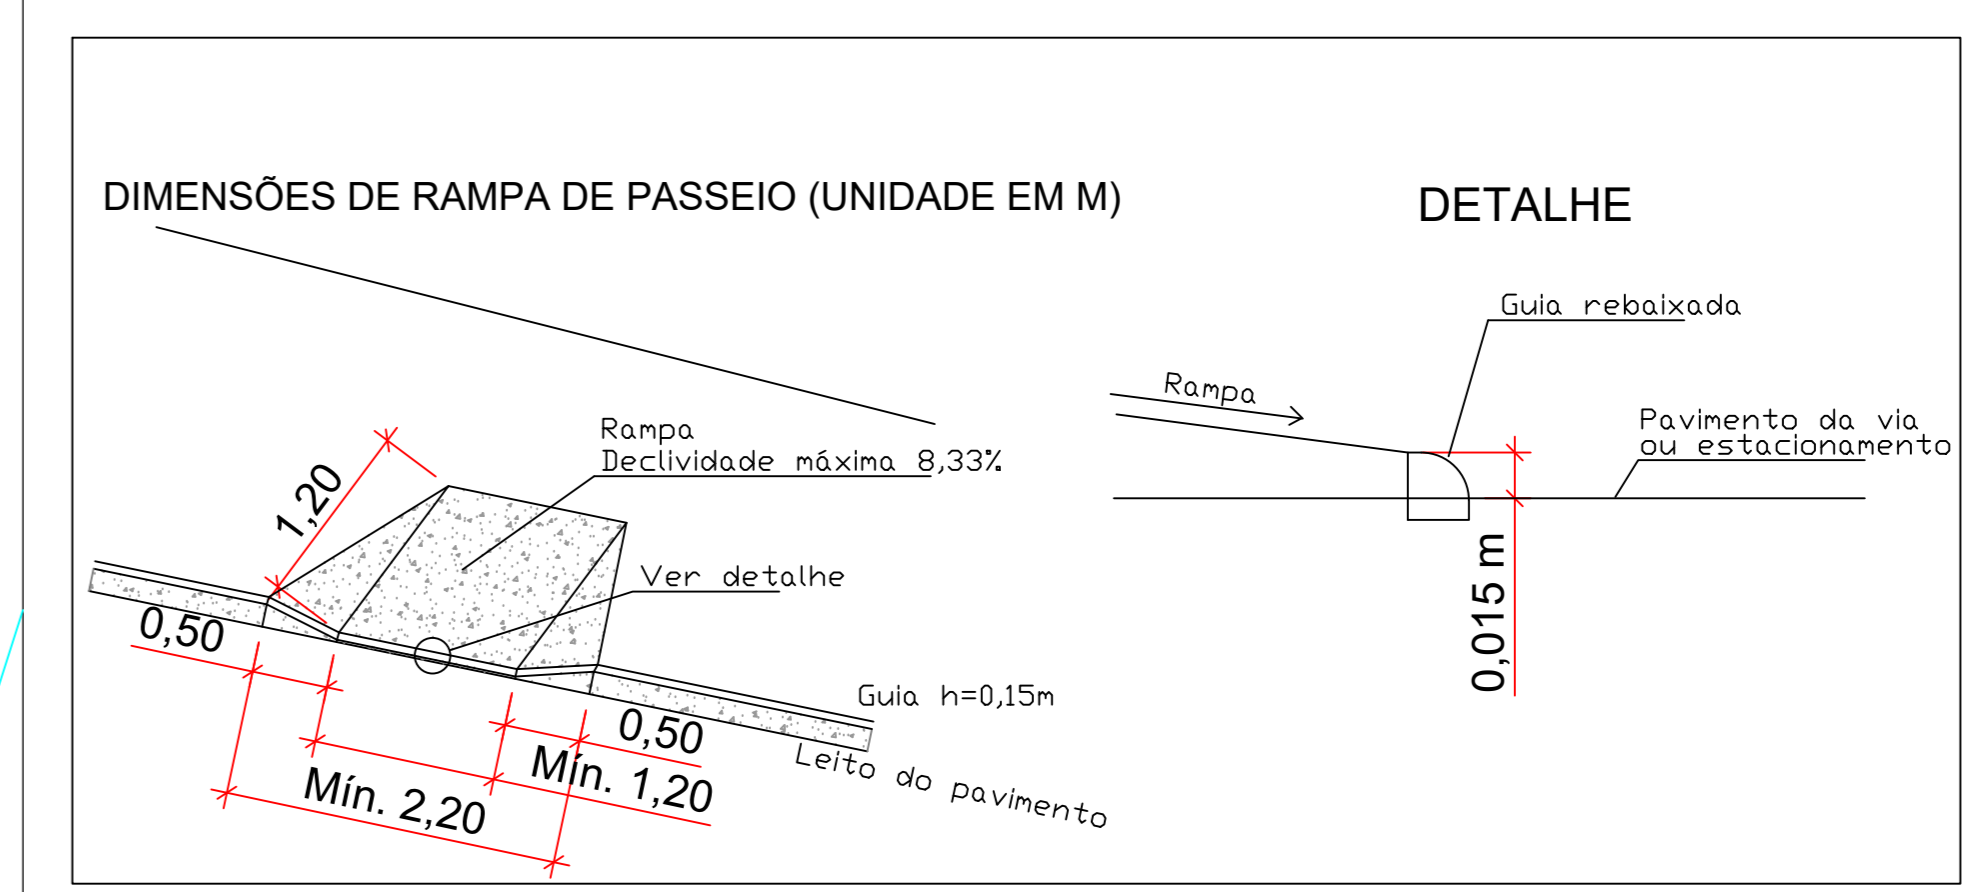 DIMENSÕES DE RAMPA DE PASSEIO (UNIDADE EM M)
DETALHE
Guia rebaixada
Rampa
Pavimento da via
ou estacionamento
Rampa
Declividade máxima 8,33%
1,20
Ver detalhe
0,50
Guia h=0,15m
0,50
Leito do pavimento
Mín. 1,20
Mín. 2,20
0,015 m